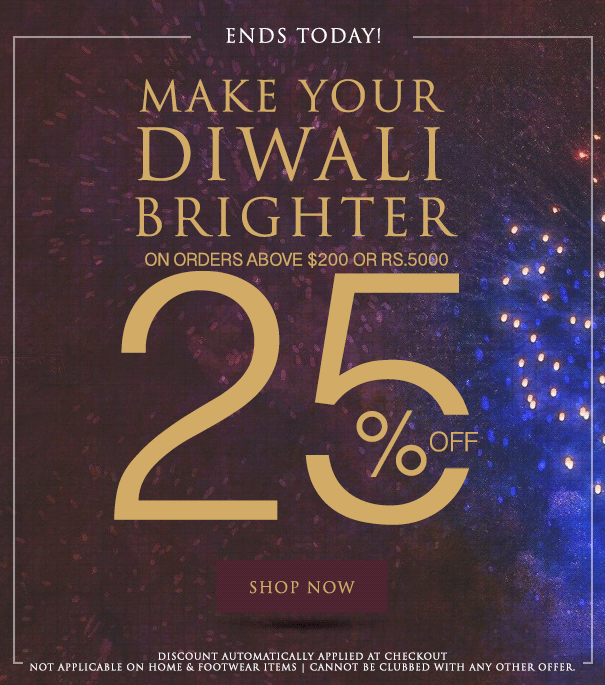 ENDS TODAY!
MAKE YOUR
DIWALI
BRIGHTER
ON ORDERS ABOVE $200 OR RS.5000
25
% OFF
SHOP NOW
DISCOUNT AUTOMATICALLY APPLIED AT CHECKOUT
NOT APPLICABLE ON HOME & FOOTWEAR ITEMS | CANNOT BE CLUBBED WITH ANY OTHER OFFER.